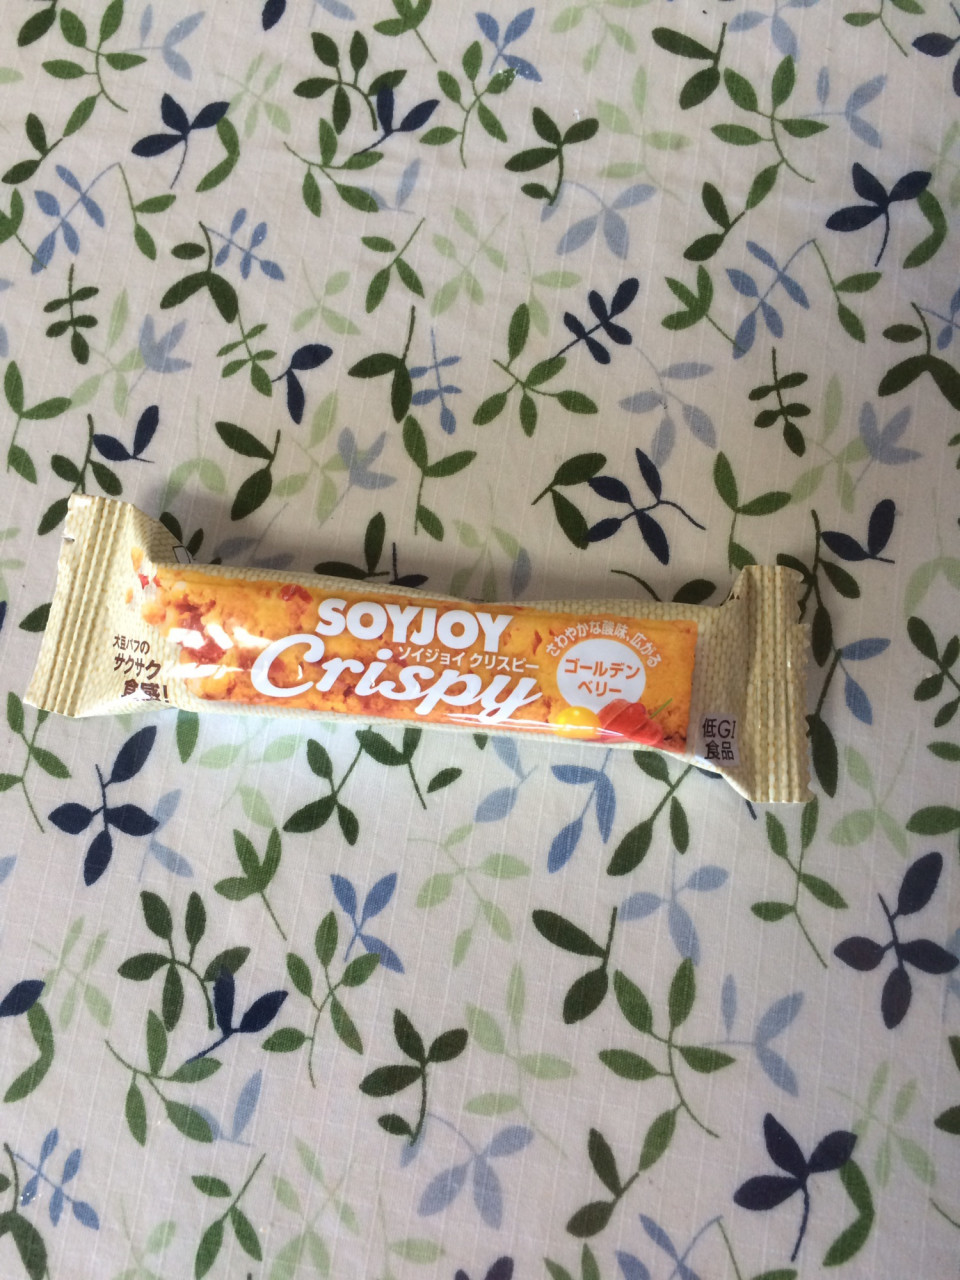 大豆パフの
サクサク
食感!
SOYJOY
ソイジョイ クリスピー
Crispy
さわやかな酸味、広がる
ゴールデン
ベリー
低GI
食品